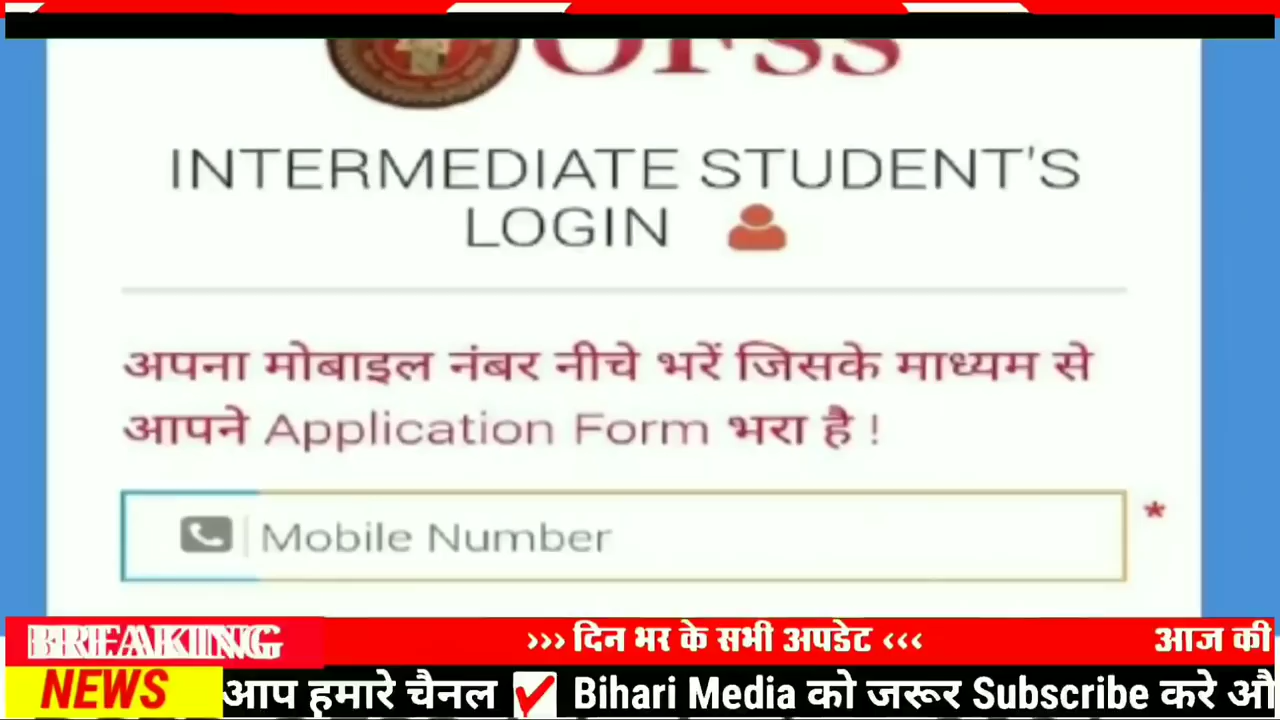 OFSS
INTERMEDIATE STUDENT'S
LOGIN
अपना मोबाइल नंबर नीचे भरें जिसके माध्यम से
आपने Application Form भरा है !
Mobile Number *
BREAKING
>>> दिन भर के सभी अपडेट <<< आज की
NEWS
आप हमारे चैनल ✔ Bihari Media को जरूर Subscribe करे औ